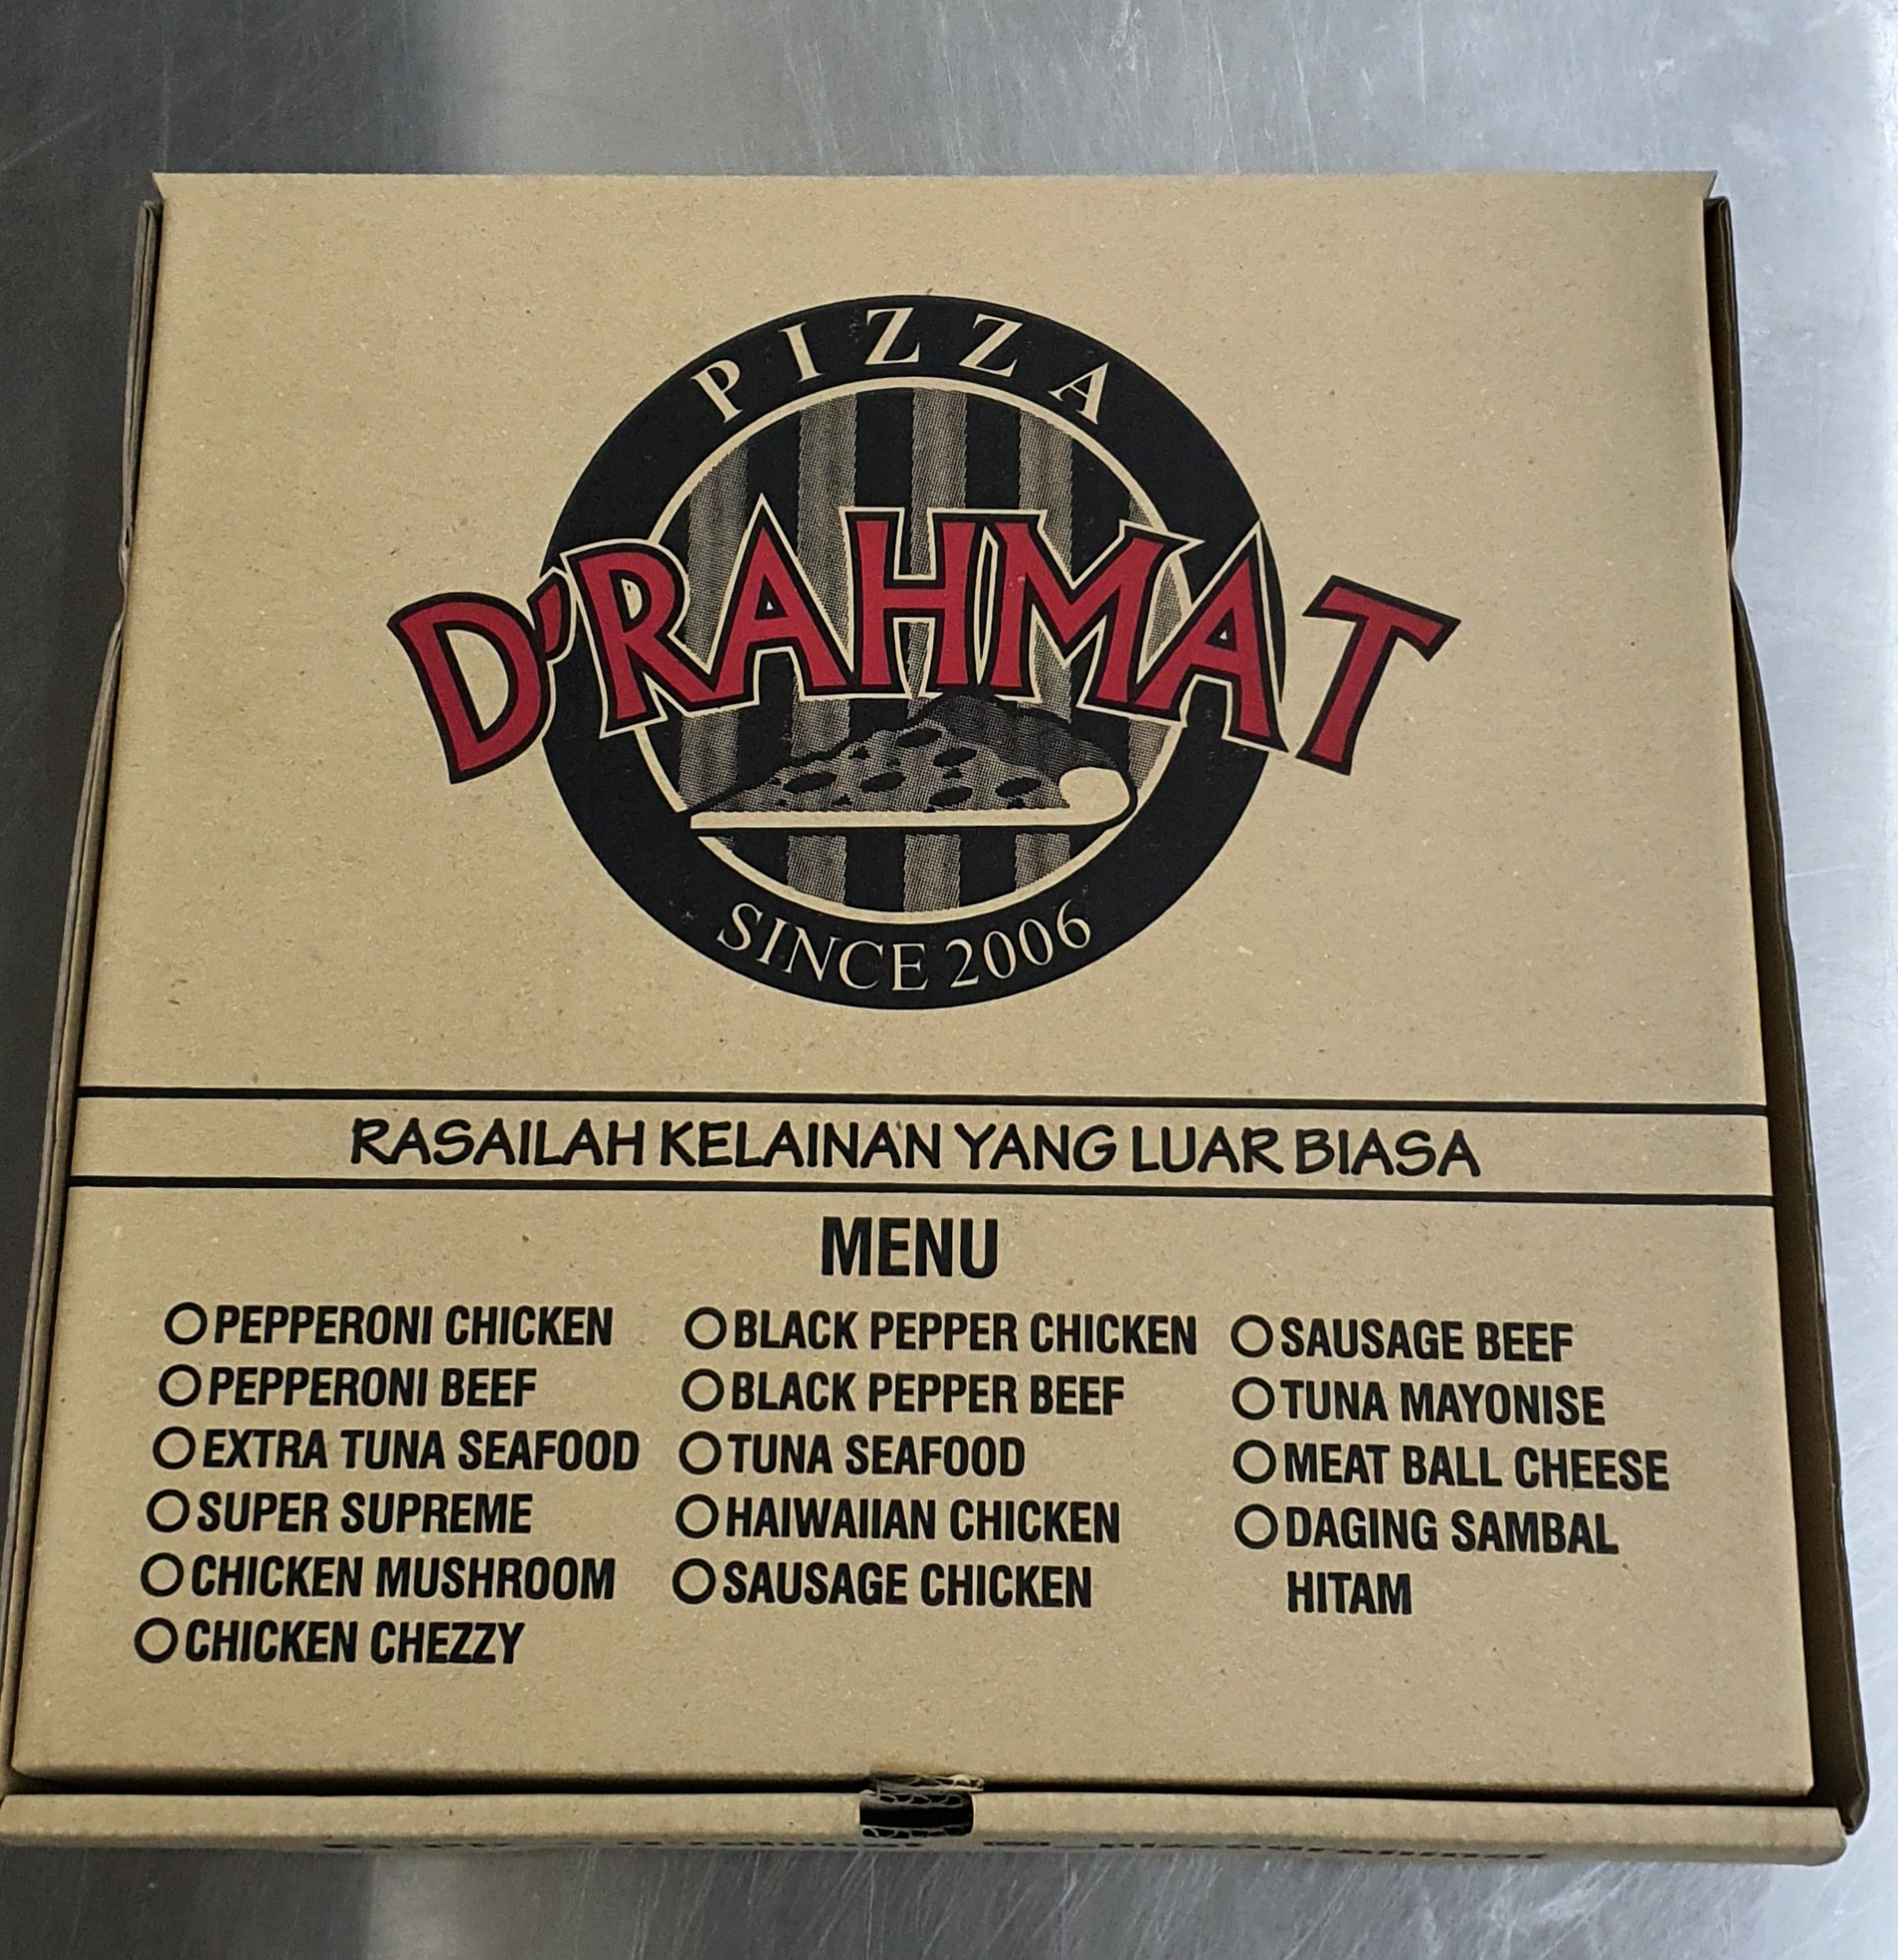 PIZZA
D'RAHMAT
SINCE 2006
RASAILAH KELAINAN YANG LUAR BIASA
MENU
PEPPERONI CHICKEN
PEPPERONI BEEF
EXTRA TUNA SEAFOOD
SUPER SUPREME
CHICKEN MUSHROOM
CHICKEN CHEZZY
BLACK PEPPER CHICKEN
BLACK PEPPER BEEF
TUNA SEAFOOD
HAIWAIIAN CHICKEN
SAUSAGE CHICKEN
SAUSAGE BEEF
TUNA MAYONISE
MEAT BALL CHEESE
DAGING SAMBAL
HITAM